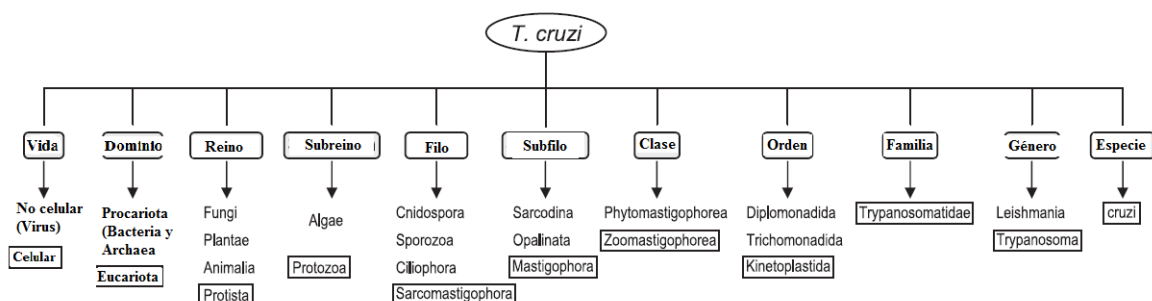 T. cruzi
Vida
Dominio
Reino
Subreino
Filo
Subfilo
Clase
Orden
Familia
Género
Especie
No celular
(Virus)
Celular
Procariota
(Bacteria y
Archaea
Eucariota
Fungi
Plantae
Animalia
Protista
Algae
Protozoa
Cnidospora
Sporozoa
Ciliophora
Sarcomastigophora
Sarcodina
Opalinata
Mastigophora
Phytomastigophorea
Zoomastigophorea
Diplomonadida
Trichomonadida
Kinetoplastida
Trypanosomatidae
Leishmania
Trypanosoma
cruzi